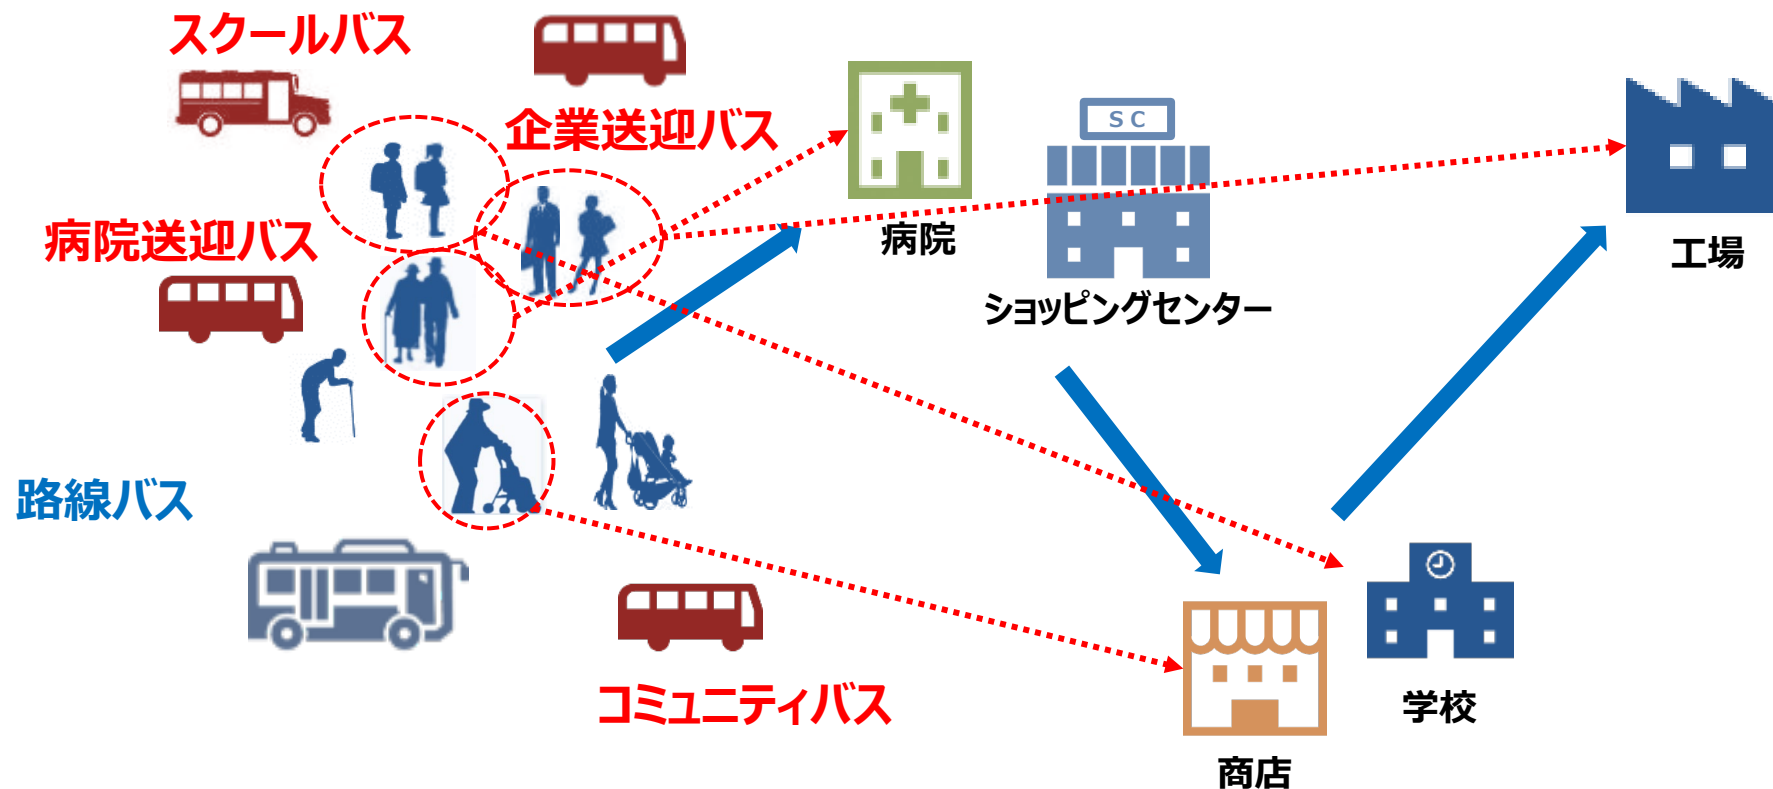 スクールバス
企業送迎バス
SC
病院送迎バス
病院
工場
ショッピングセンター
路線バス
コミュニティバス
学校
商店